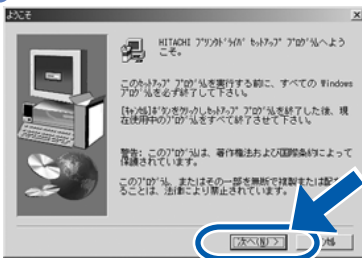 ようこそ
HITACHI ﾌﾟﾘﾝﾀﾄﾞﾗｲﾊﾞ ｾｯﾄｱｯﾌﾟ ﾌﾟﾛｸﾞﾗﾑへよう
こそ。
このｾｯﾄｱｯﾌﾟ ﾌﾟﾛｸﾞﾗﾑを実行する前に、すべての Windows
ﾌﾟﾛｸﾞﾗﾑを必ず終了して下さい。
[ｷｬﾝｾﾙ]ﾎﾞﾀﾝをｸﾘｯｸしｾｯﾄｱｯﾌﾟ ﾌﾟﾛｸﾞﾗﾑを終了した後、現
在使用中のﾌﾟﾛｸﾞﾗﾑをすべて終了させて下さい。
警告: このﾌﾟﾛｸﾞﾗﾑは、著作権法および国際条約によって
保護されています。
このﾌﾟﾛｸﾞﾗﾑ、またはその一部を無断で複製または配
ることは、法律により禁止されています。
次へ(N) >